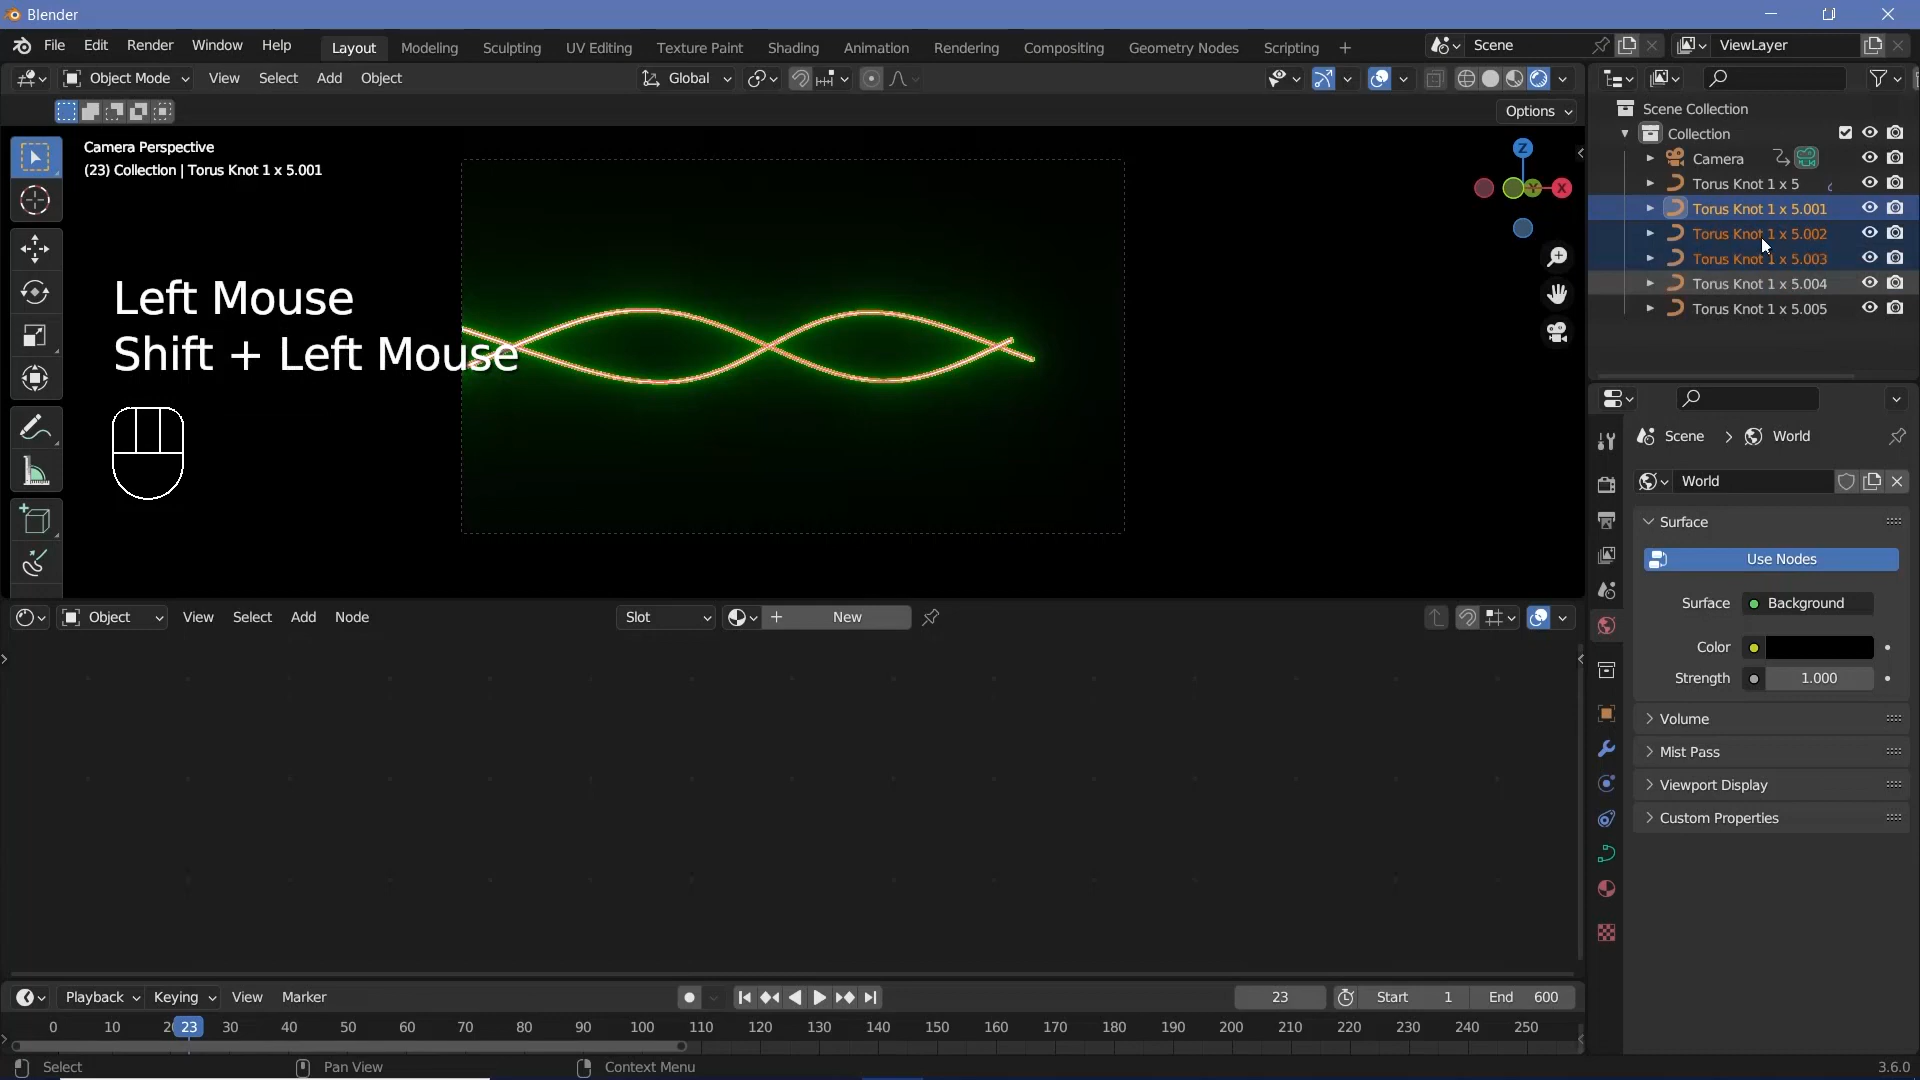 Blender
File Edit Render Window Help Layout Modeling Sculpting UV Editing Texture Paint Shading Animation Rendering Compositing Geometry Nodes Scripting + Scene ViewLayer
Object Mode View Select Add Object Global
Options
Camera Perspective
(23) Collection | Torus Knot 1 x 5.001
Z
X
Left Mouse
Shift + Left Mouse
Scene Collection
Collection
Camera
Torus Knot 1 x 5
Torus Knot 1 x 5.001
Torus Knot 1 x 5.002
Torus Knot 1 x 5.003
Torus Knot 1 x 5.004
Torus Knot 1 x 5.005
Scene > World
World
Surface
Use Nodes
Surface Background
Color
Strength 1.000
Volume
Mist Pass
Viewport Display
Custom Properties
Object View Select Add Node Slot + New
Playback Keying View Marker 23 Start 1 End 600
0 10 2 23 30 40 50 60 70 80 90 100 110 120 130 140 150 160 170 180 190 200 210 220 230 240 250
Select Pan View Context Menu 3.6.0